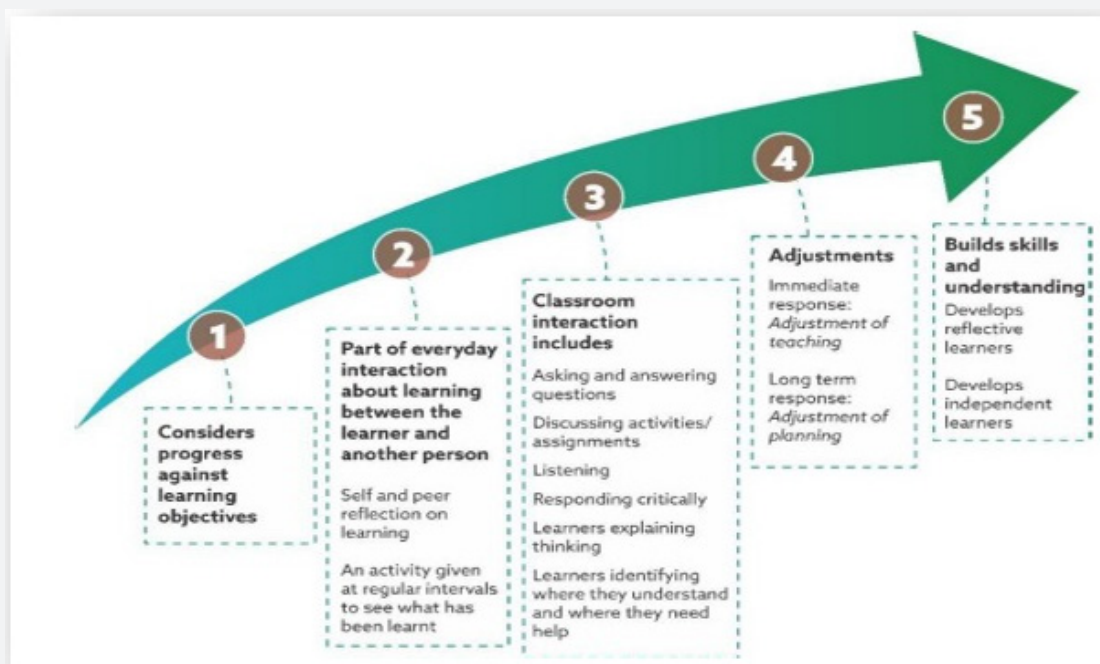 1
Considers
progress
against
learning
objectives
2
Part of everyday
interaction
about learning
between the
learner and
another person
Self and peer
reflection on
learning
An activity given
at regular intervals
to see what has
been learnt
3
Classroom
interaction
includes
Asking and answering
questions
Discussing activities/
assignments
Listening
Responding critically
Learners explaining
thinking
Learners identifying
where they understand
and where they need
help
4
Adjustments
Immediate
response:
Adjustment of
teaching
Long term
response:
Adjustment of
planning
5
Builds skills
and
understanding
Develops
reflective
learners
Develops
independent
learners